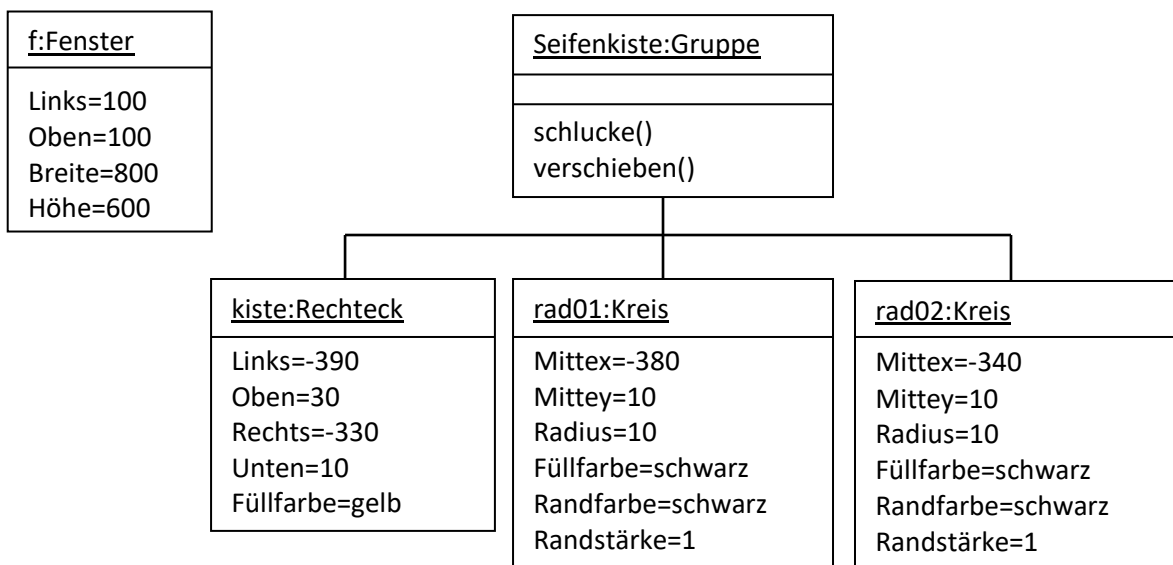 f:Fenster
Links=100
Oben=100
Breite=800
Höhe=600
Seifenkiste:Gruppe
schlucke()
verschieben()
kiste:Rechteck
Links=-390
Oben=30
Rechts=-330
Unten=10
Füllfarbe=gelb
rad01:Kreis
Mittex=-380
Mittey=10
Radius=10
Füllfarbe=schwarz
Randfarbe=schwarz
Randstärke=1
rad02:Kreis
Mittex=-340
Mittey=10
Radius=10
Füllfarbe=schwarz
Randfarbe=schwarz
Randstärke=1